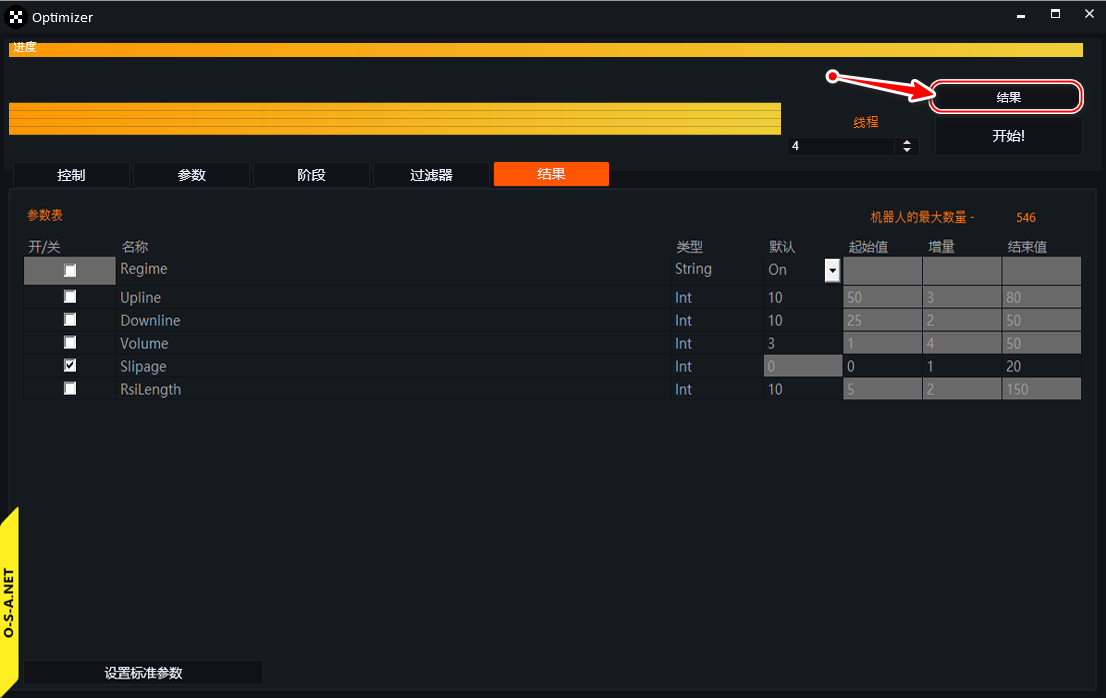 Optimizer
进度
结果
线程
4
开始!
控制 参数 阶段 过滤器 结果
参数表 机器人的最大数量 - 546
开/关 名称 类型 默认 起始值 增量 结束值
Regime String On
Upline Int 10 50 3 80
Downline Int 10 25 2 50
Volume Int 3 1 4 50
Slipage Int 0 0 1 20
RsiLength Int 10 5 2 150
O-S-A.NET
设置标准参数